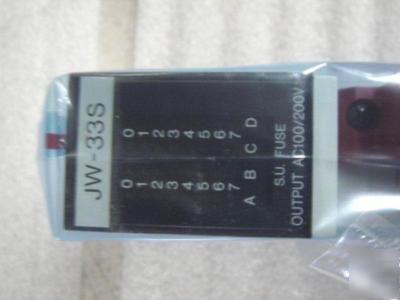 JW-33S
0 0
1 1
2 2
3 3
4 4
5 5
6 6
7 7
A B C D
S.U. FUSE
OUTPUT AC100/200V